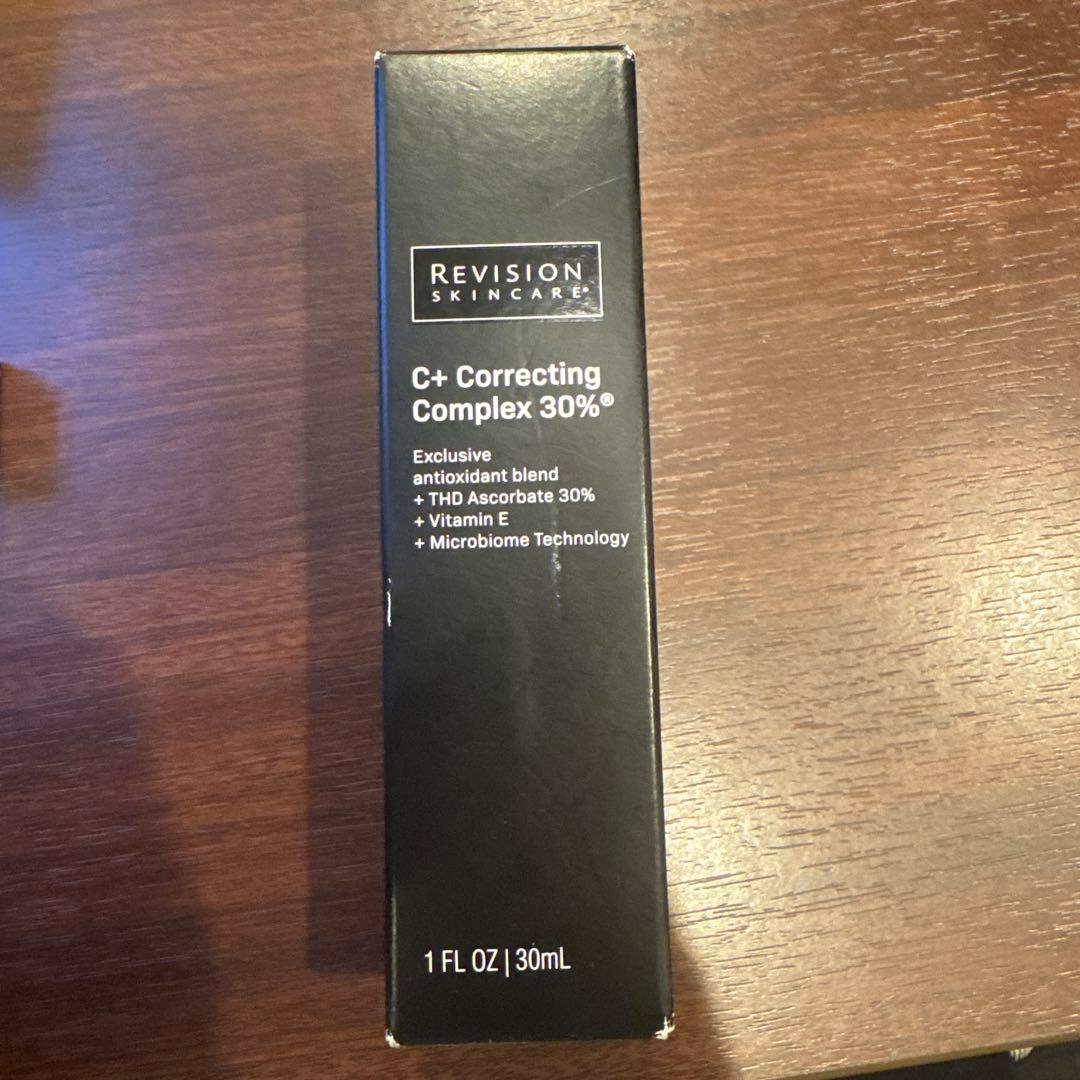 REVISION
SKINCARE®
C+ Correcting
Complex 30%®
Exclusive
antioxidant blend
+ THD Ascorbate 30%
+ Vitamin E
+ Microbiome Technology
1 FL OZ | 30mL